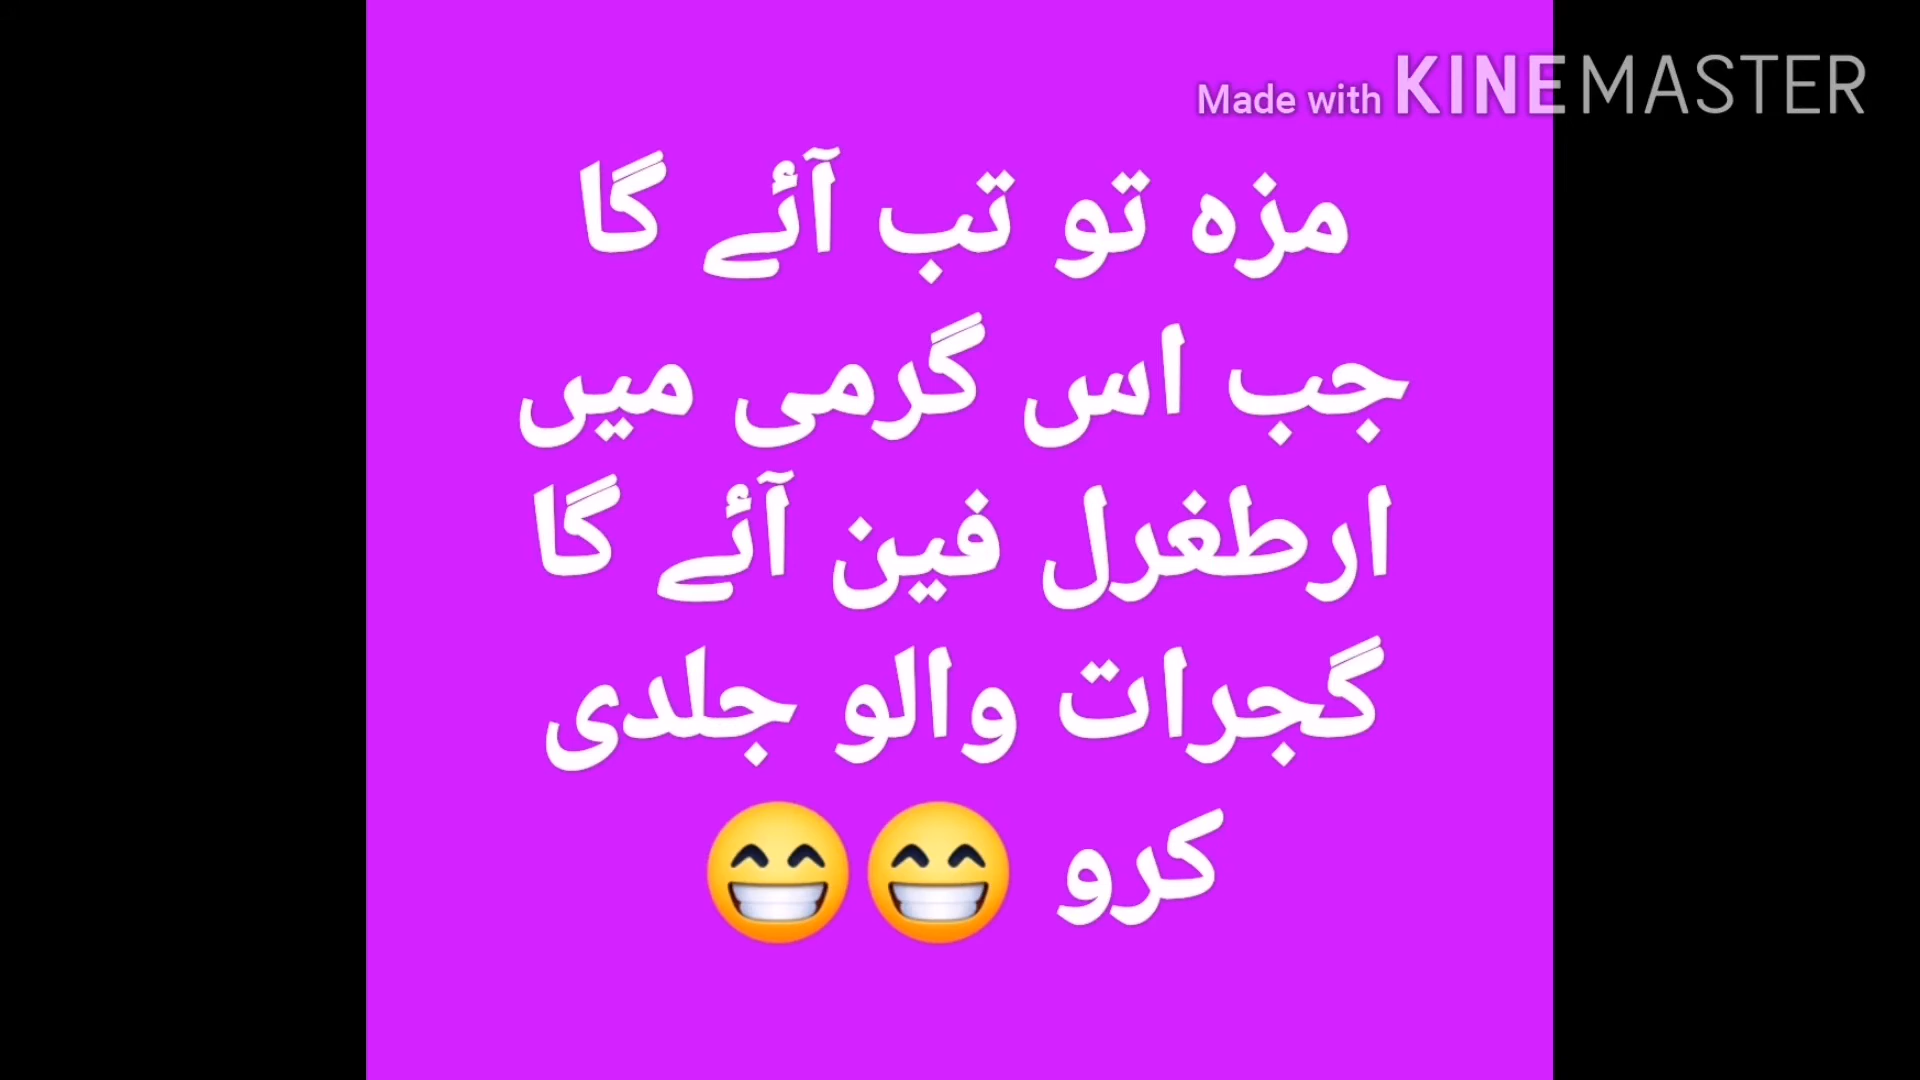 Made with KINEMASTER
مزہ تو تب آئے گا
جب اس گرمی میں
ارطغرل فین آئے گا
گجرات والو جلدی
کرو 😁😁